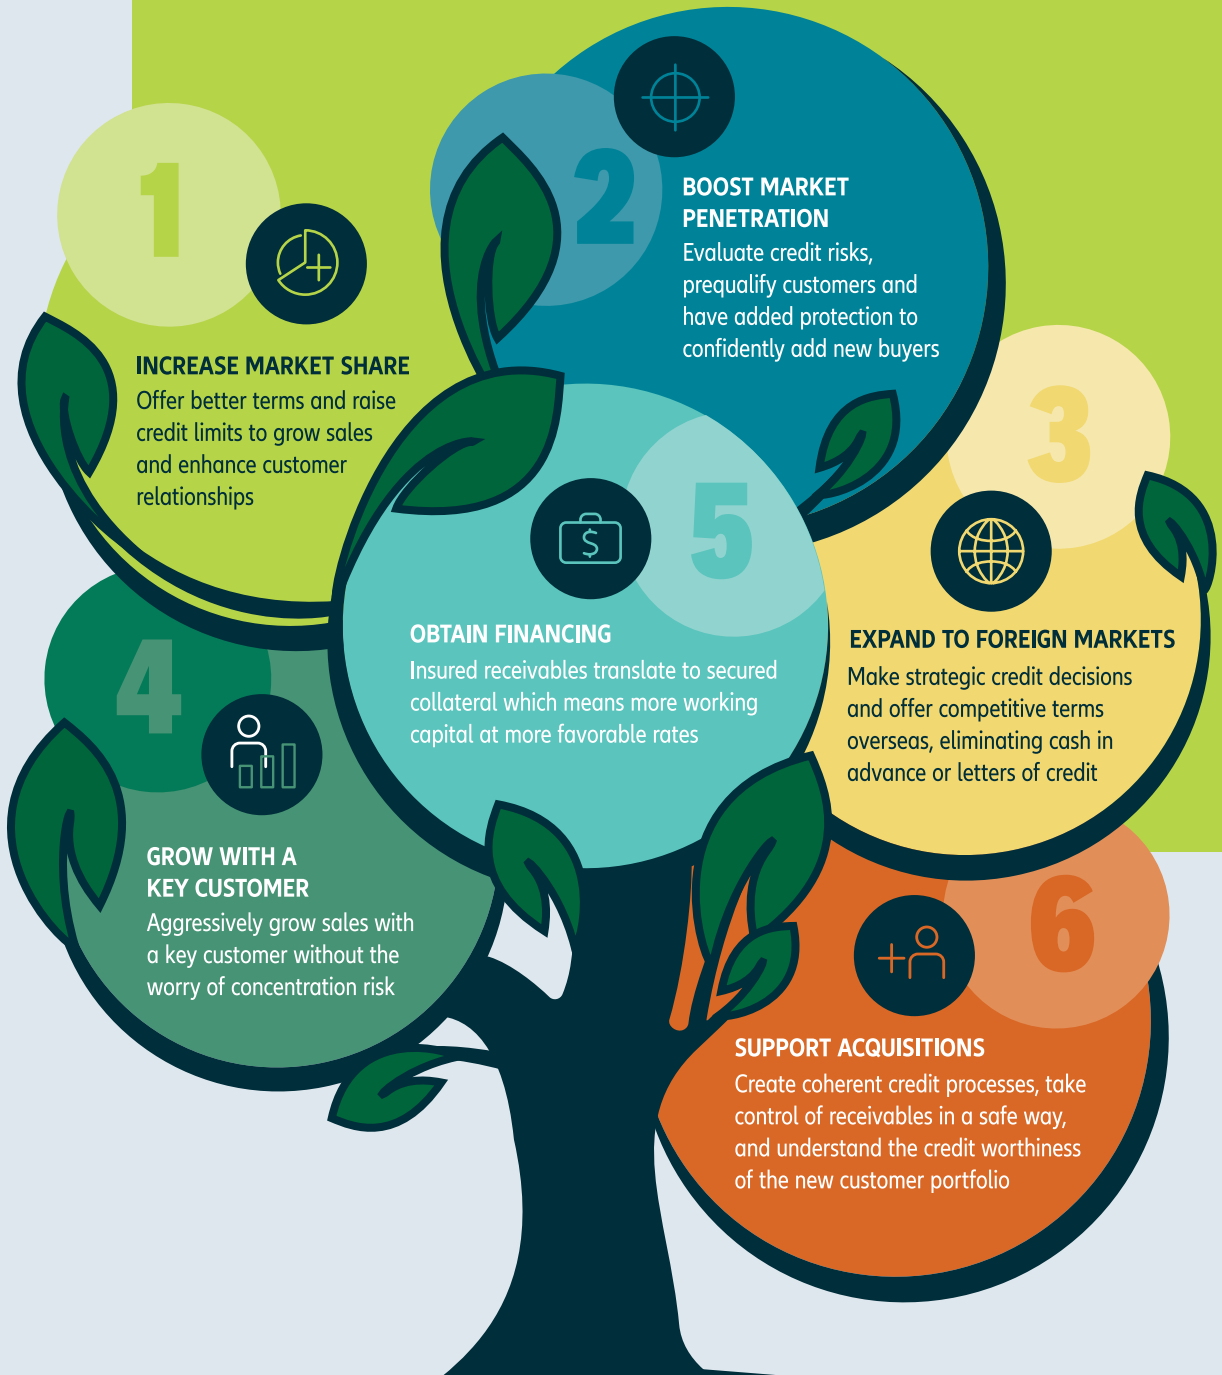 1
INCREASE MARKET SHARE
Offer better terms and raise
credit limits to grow sales
and enhance customer
relationships
2
BOOST MARKET
PENETRATION
Evaluate credit risks,
prequalify customers and
have added protection to
confidently add new buyers
3
EXPAND TO FOREIGN MARKETS
Make strategic credit decisions
and offer competitive terms
overseas, eliminating cash in
advance or letters of credit
4
GROW WITH A
KEY CUSTOMER
Aggressively grow sales with
a key customer without the
worry of concentration risk
5
$
OBTAIN FINANCING
Insured receivables translate to secured
collateral which means more working
capital at more favorable rates
6
SUPPORT ACQUISITIONS
Create coherent credit processes, take
control of receivables in a safe way,
and understand the credit worthiness
of the new customer portfolio